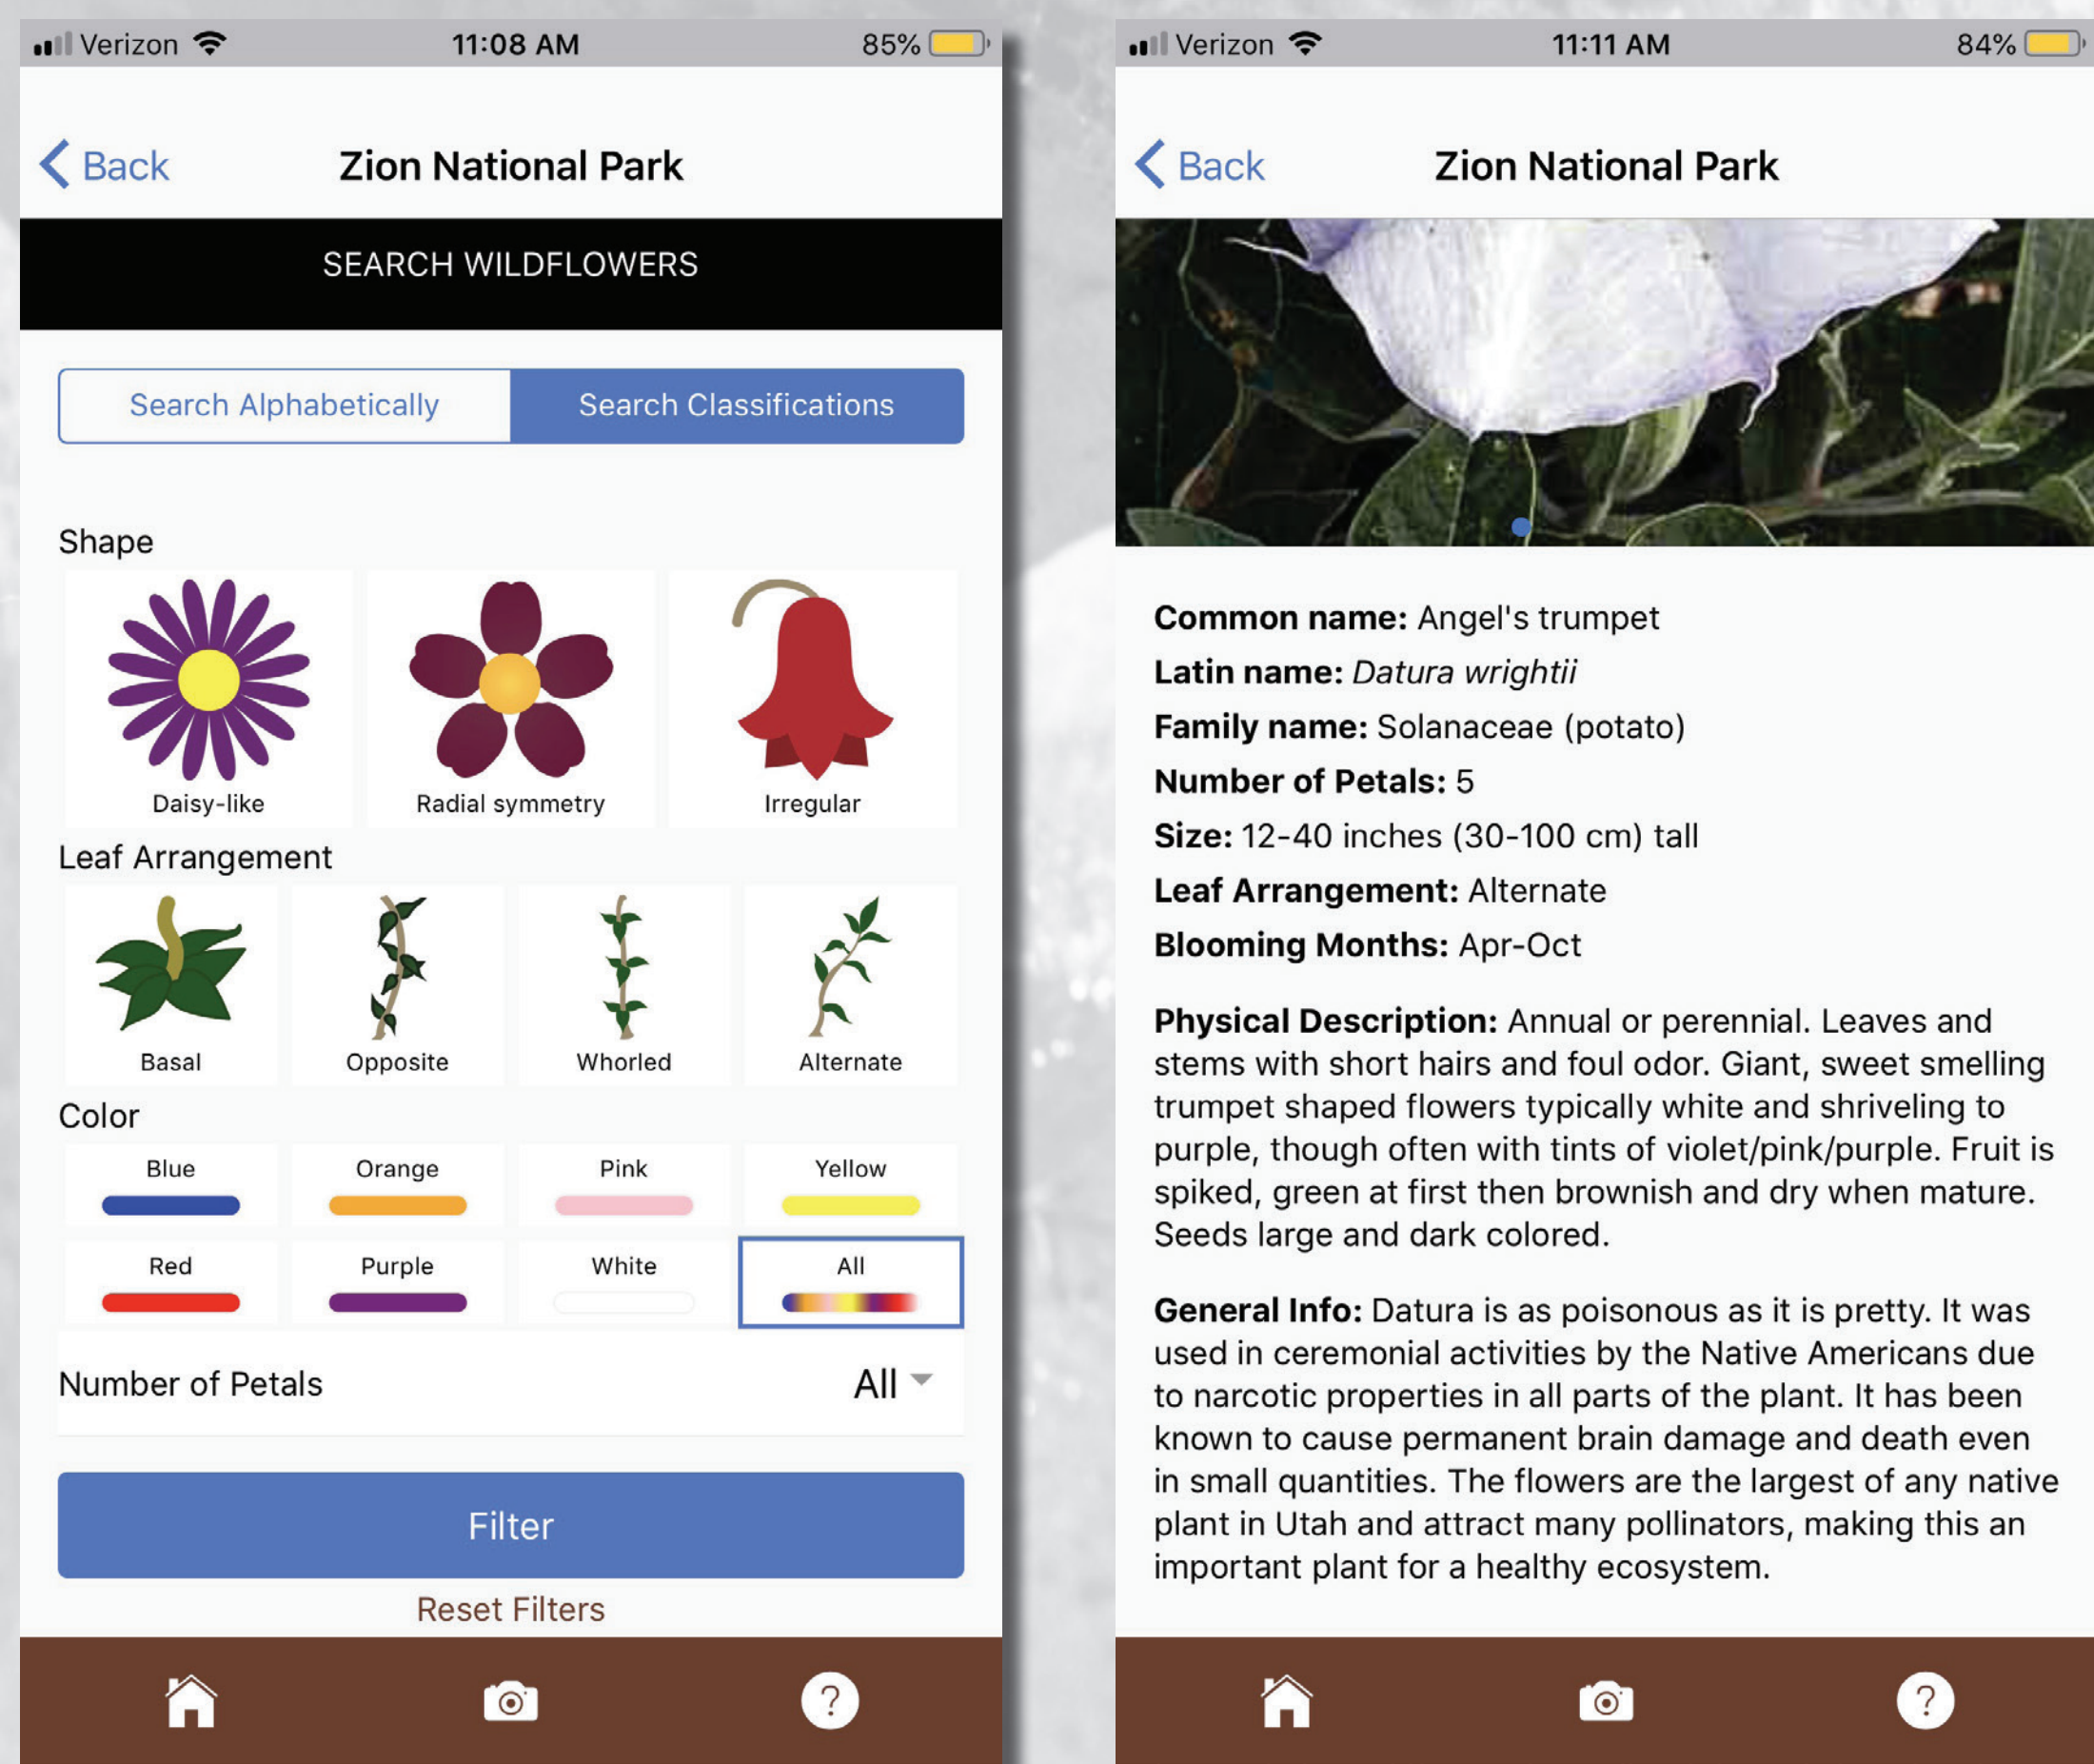 Verizon 11:08 AM 85%
Back Zion National Park
SEARCH WILDFLOWERS
Search Alphabetically Search Classifications
Shape
Daisy-like Radial symmetry Irregular
Leaf Arrangement
Basal Opposite Whorled Alternate
Color
Blue Orange Pink Yellow
Red Purple White All
Number of Petals All
Filter
Reset Filters
?
Verizon 11:11 AM 84%
Back Zion National Park
Common name: Angel's trumpet
Latin name: Datura wrightii
Family name: Solanaceae (potato)
Number of Petals: 5
Size: 12-40 inches (30-100 cm) tall
Leaf Arrangement: Alternate
Blooming Months: Apr-Oct
Physical Description: Annual or perennial. Leaves and
stems with short hairs and foul odor. Giant, sweet smelling
trumpet shaped flowers typically white and shriveling to
purple, though often with tints of violet/pink/purple. Fruit is
spiked, green at first then brownish and dry when mature.
Seeds large and dark colored.
General Info: Datura is as poisonous as it is pretty. It was
used in ceremonial activities by the Native Americans due
to narcotic properties in all parts of the plant. It has been
known to cause permanent brain damage and death even
in small quantities. The flowers are the largest of any native
plant in Utah and attract many pollinators, making this an
important plant for a healthy ecosystem.
?